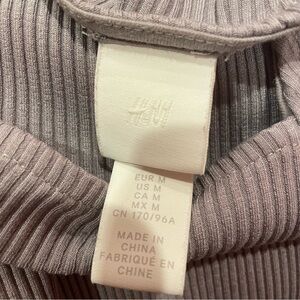 H&M
EUR M
US M
CA M
MX M
CN 170/96A
MADE IN
CHINA
FABRIQUÉ EN
CHINE